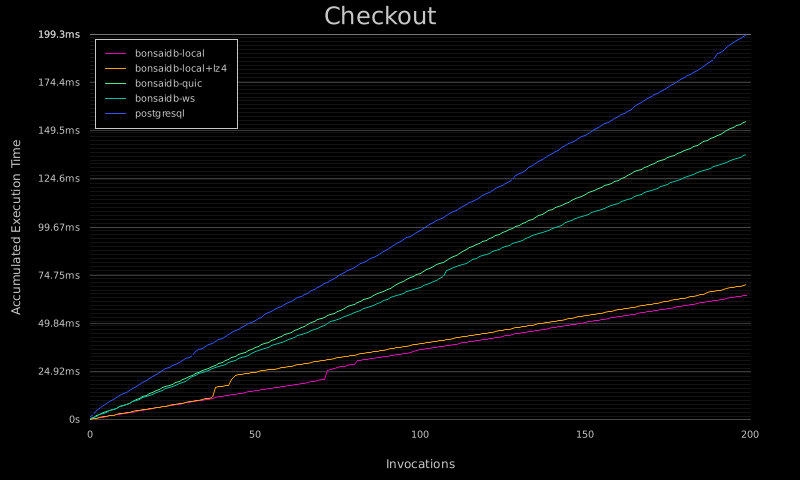 Checkout
199.3ms
174.4ms
149.5ms
124.6ms
99.67ms
74.75ms
49.84ms
24.92ms
0s
Accumulated Execution Time
bonsaidb-local
bonsaidb-local+lz4
bonsaidb-quic
bonsaidb-ws
postgresql
0 50 100 150 200
Invocations